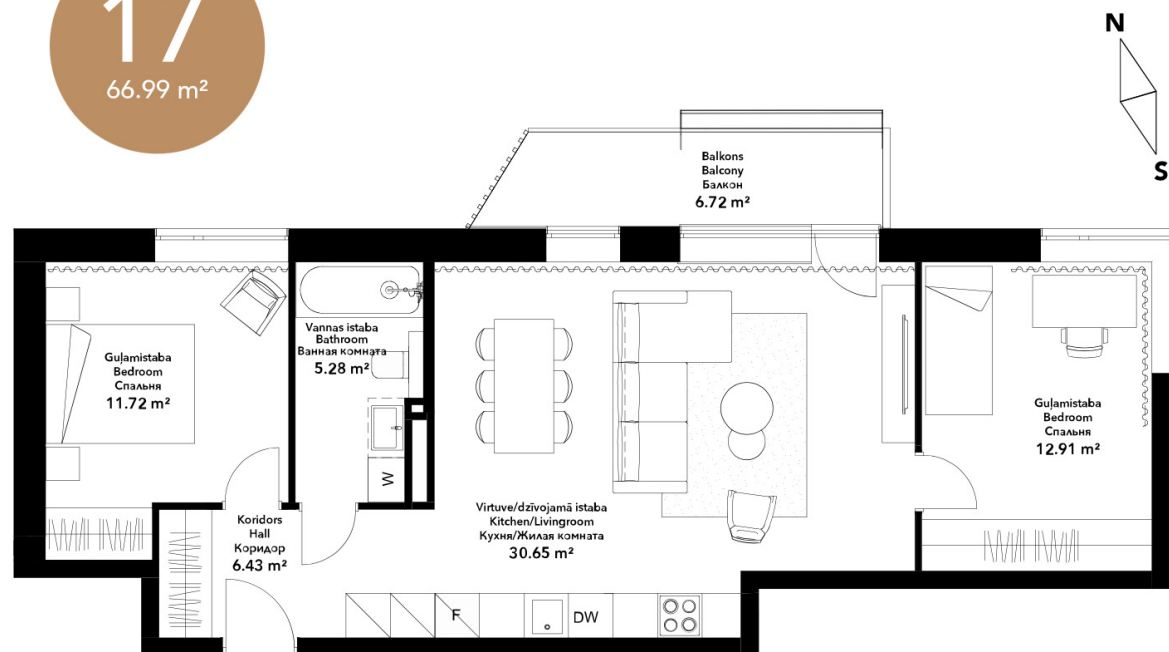 17
66.99 m²
N
S
Balkons
Balcony
Балкон
6.72 m²
Guļamistaba
Bedroom
Спальня
11.72 m²
Vannas istaba
Bathroom
Ванная комната
5.28 m²
W
Koridors
Hall
Коридор
6.43 m²
Virtuve/dzīvojamā istaba
Kitchen/Livingroom
Кухня/Жилая комната
30.65 m²
F
DW
Guļamistaba
Bedroom
Спальня
12.91 m²